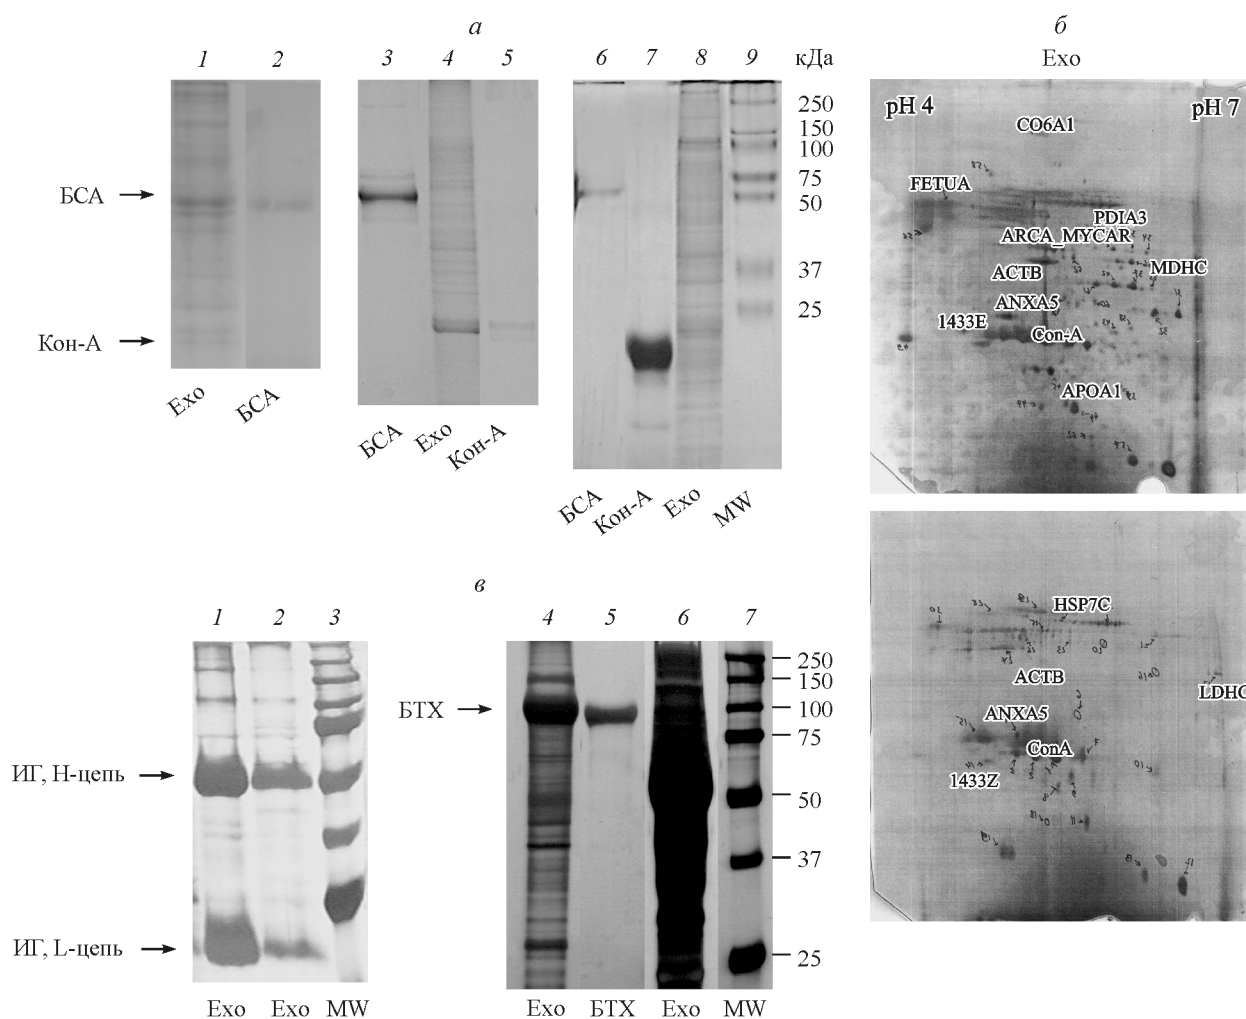 а
1 2 3 4 5 6 7 8 9 кДа
250
150
100
75
50
37
25
БСА
Кон-А
Exo БСА
БСА Exo Кон-А
БСА Кон-А Exo MW
б
Exo
pH 4 pH 7
CO6A1
FETUA
PDIA3
ARCA_MYCAR
ACTB
MDHC
ANXA5
1433E
Con-A
APOA1
HSP7C
ACTB
LDHC
ANXA5
ConA
1433Z
в
1 2 3 4 5 6 7
250
150
100
75
50
37
25
БТХ
ИГ, H-цепь
ИГ, L-цепь
Exo Exo MW Exo БТХ Exo MW